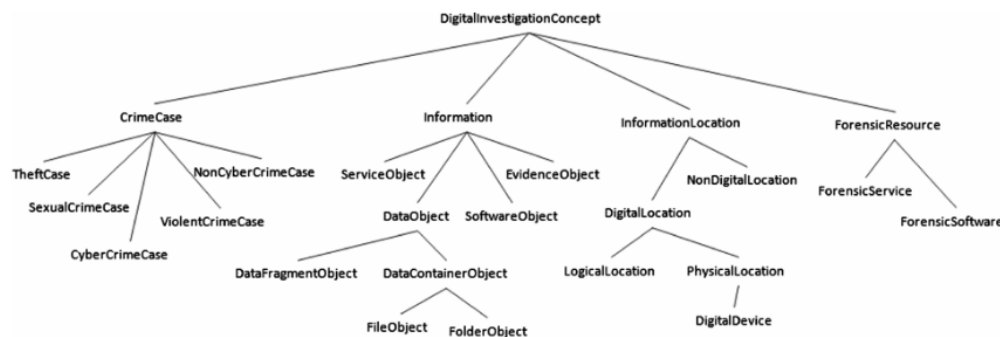 DigitalInvestigationConcept
CrimeCase
Information
InformationLocation
ForensicResource
TheftCase
NonCyberCrimeCase
ServiceObject
EvidenceObject
NonDigitalLocation
ForensicService
SexualCrimeCase
ViolentCrimeCase
DataObject
SoftwareObject
DigitalLocation
ForensicSoftware
CyberCrimeCase
DataFragmentObject
DataContainerObject
LogicalLocation
PhysicalLocation
FileObject
FolderObject
DigitalDevice